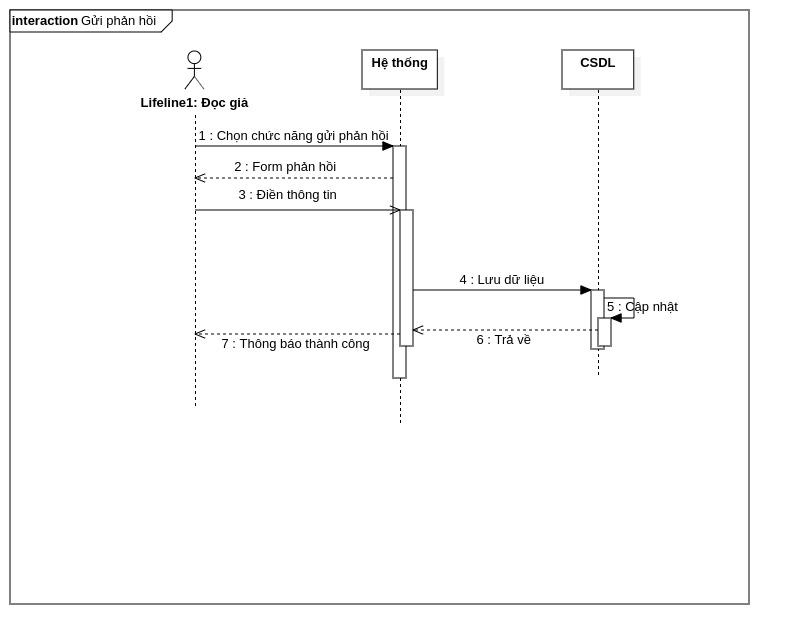 interaction Gửi phản hồi
Hệ thống
CSDL
Lifeline1: Đọc giả
1 : Chọn chức năng gửi phản hồi
2 : Form phản hồi
3 : Điền thông tin
4 : Lưu dữ liệu
5 : Cập nhật
6 : Trả về
7 : Thông báo thành công